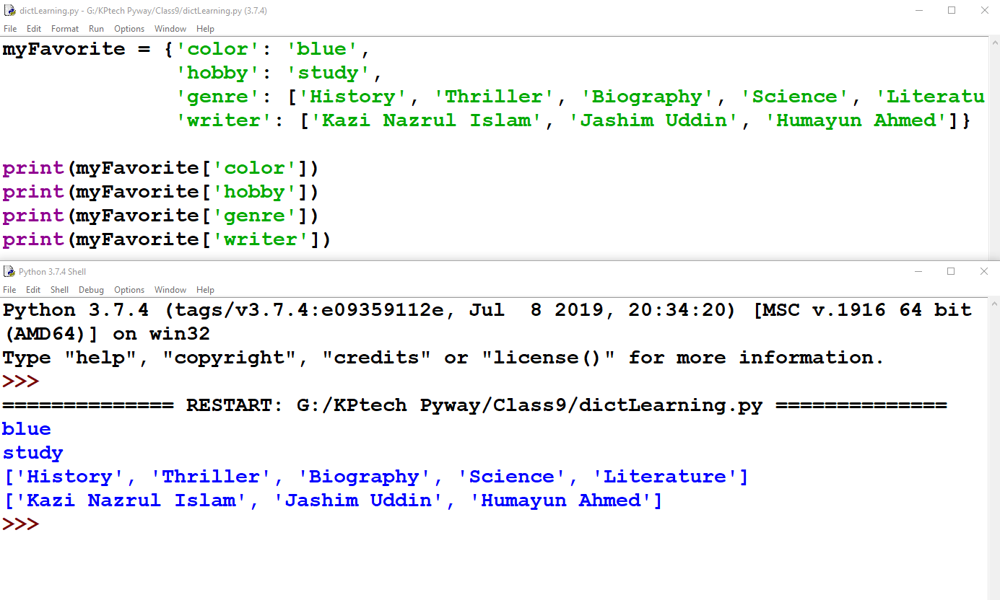 dictLearning.py - G:/KPtech Pyway/Class9/dictLearning.py (3.7.4)
File Edit Format Run Options Window Help
myFavorite = {'color': 'blue',
              'hobby': 'study',
              'genre': ['History', 'Thriller', 'Biography', 'Science', 'Literatu
              'writer': ['Kazi Nazrul Islam', 'Jashim Uddin', 'Humayun Ahmed']}
print(myFavorite['color'])
print(myFavorite['hobby'])
print(myFavorite['genre'])
print(myFavorite['writer'])
Python 3.7.4 Shell
File Edit Shell Debug Options Window Help
Python 3.7.4 (tags/v3.7.4:e09359112e, Jul  8 2019, 20:34:20) [MSC v.1916 64 bit
(AMD64)] on win32
Type "help", "copyright", "credits" or "license()" for more information.
>>>
============== RESTART: G:/KPtech Pyway/Class9/dictLearning.py ==============
blue
study
['History', 'Thriller', 'Biography', 'Science', 'Literature']
['Kazi Nazrul Islam', 'Jashim Uddin', 'Humayun Ahmed']
>>>